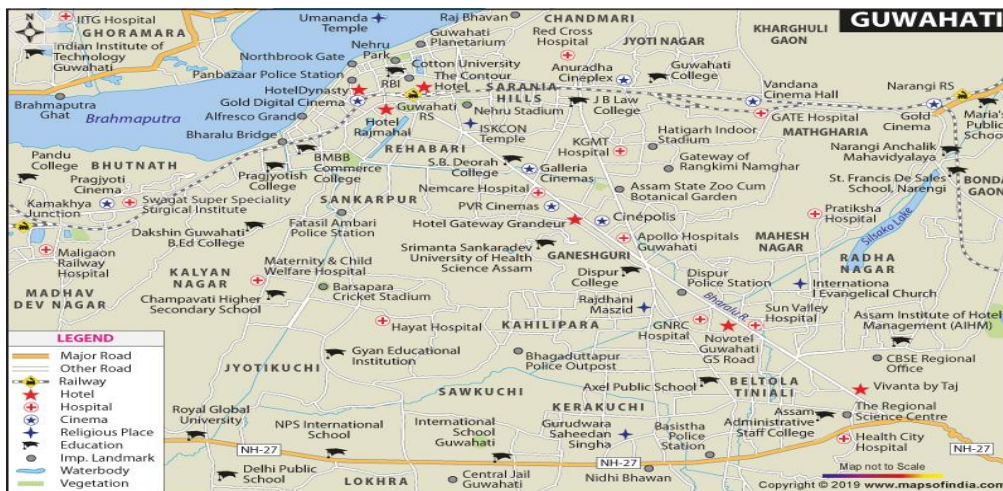 GUWAHATI
N
IITG Hospital
GHORAMARA
Indian Institute of
Technology
Guwahati
Brahmaputra
Ghat
Brahmaputra
Umananda
Temple
Raj Bhavan
CHANDMARI
Red Cross
Hospital
JYOTI NAGAR
KHARGHULI
GAON
Northbrook Gate
Nehru
Park
Guwahati
Planetarium
Panbazaar Police Station
Cotton University
RBI
The Contour
Hotel
Anuradha
Cineplex
Guwahati
College
HotelDynasty
Gold Digital Cinema
Alfresco Grand
Bharalu Bridge
Guwahati
RS
SARANIA
HILLS
Nehru Stadium
J B Law
College
Vandana
Cinema Hall
GATE Hospital
MATHGHARIA
Narangi RS
Gold
Cinema
Maria's
Public
School
Hotel
Rajmahal
ISKCON
Temple
REHABARI
KGMT
Hospital
Hatigarh Indoor
Stadium
Narangi Anchalik
Mahavidyalaya
Pandu
College
BHUTNATH
Pragjyoti
Cinema
Pragjyotish
College
BMBB
Commerce
College
S.B. Deorah
College
Galleria
Cinemas
Gateway of
Rangkimi Namghar
St. Francis De Sales
School, Narengi
BONDA
GAON
Kamakhya
Junction
Swagat Super Speciality
Sturgical Institute
SANKARPUR
Nemcare Hospital
PVR Cinemas
Assam State Zoo Cum
Botanical Garden
Pratiksha
Hospital
Silsako Lake
Dakshin Guwahati
B.Ed College
Fatasil Ambari
Police Station
Hotel Gateway Grandeur
Cinépolis
Apollo Hospitals
Guwahati
MAHESH
NAGAR
RADHA
NAGAR
Maligaon
Railway
Hospital
MADHAV
DEV NAGAR
KALYAN
NAGAR
Maternity & Child
Welfare Hospital
Srimanta Sankaradev
University of Health
Science Assam
GANESHGURI
Dispur
College
Dispur
Police Station
Internationa
l Evangelical Church
Champavati Higher
Secondary School
Barsapara
Cricket Stadium
Rajdhani
Maszid
Bharalu R.
Sun Valley
Hospital
Assam Institute of Hotel
Management (AIHM)
Hayat Hospital
KAHILIPARA
GNRC
Hospital
Novotel
Guwahati
GS Road
CBSE Regional
Office
JYOTIKUCHI
Gyan Educational
Institution
Bhagaduttapur
Police Outpost
Axel Public School
BELTOLA
TINIALI
Vivanta by Taj
SAWKUCHI
KERAKUCHI
Royal Global
University
NPS International
School
International
School
Guwahati
Gurudwara
Saheedan
Singha
Basistha
Police
Station
Assam
Administrative
Staff College
The Regional
Science Centre
Health City
Hospital
NH-27
NH-27
NH-27
Delhi Public
School
LOKHRA
Central Jail
Guwahati
Nidhi Bhawan
Map not to Scale
Copyright © 2019 www.mapsofindia.com
LEGEND
Major Road
Other Road
Railway
Hotel
Hospital
Cinema
Religious Place
Education
Imp. Landmark
Waterbody
Vegetation